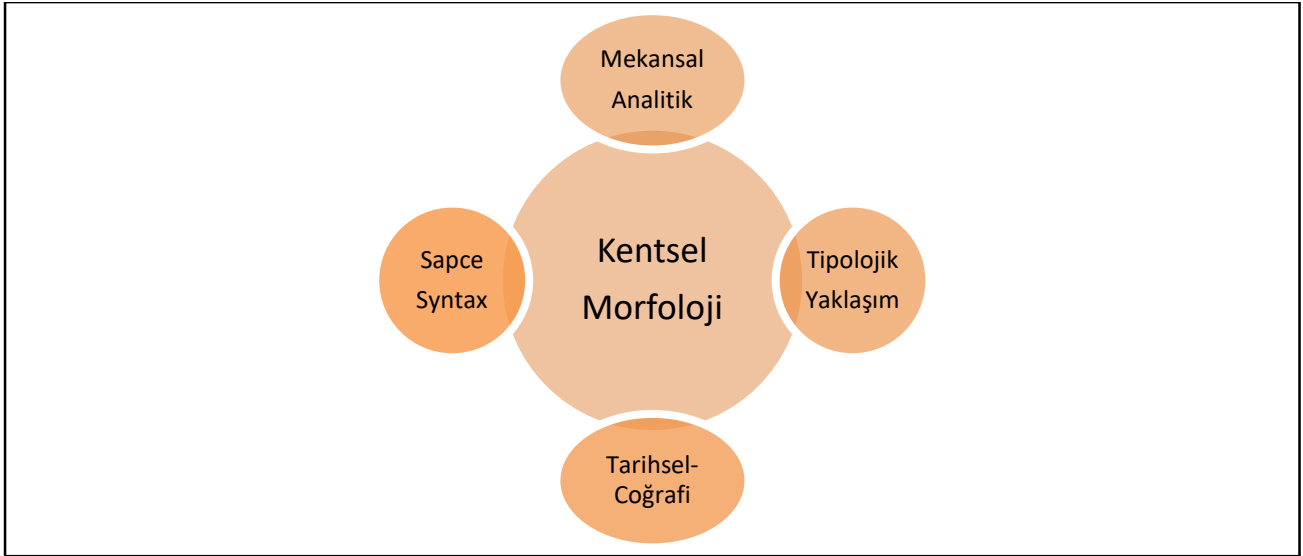 Mekansal
Analitik
Sapce
Syntax
Kentsel
Morfoloji
Tipolojik
Yaklaşım
Tarihsel-
Coğrafi